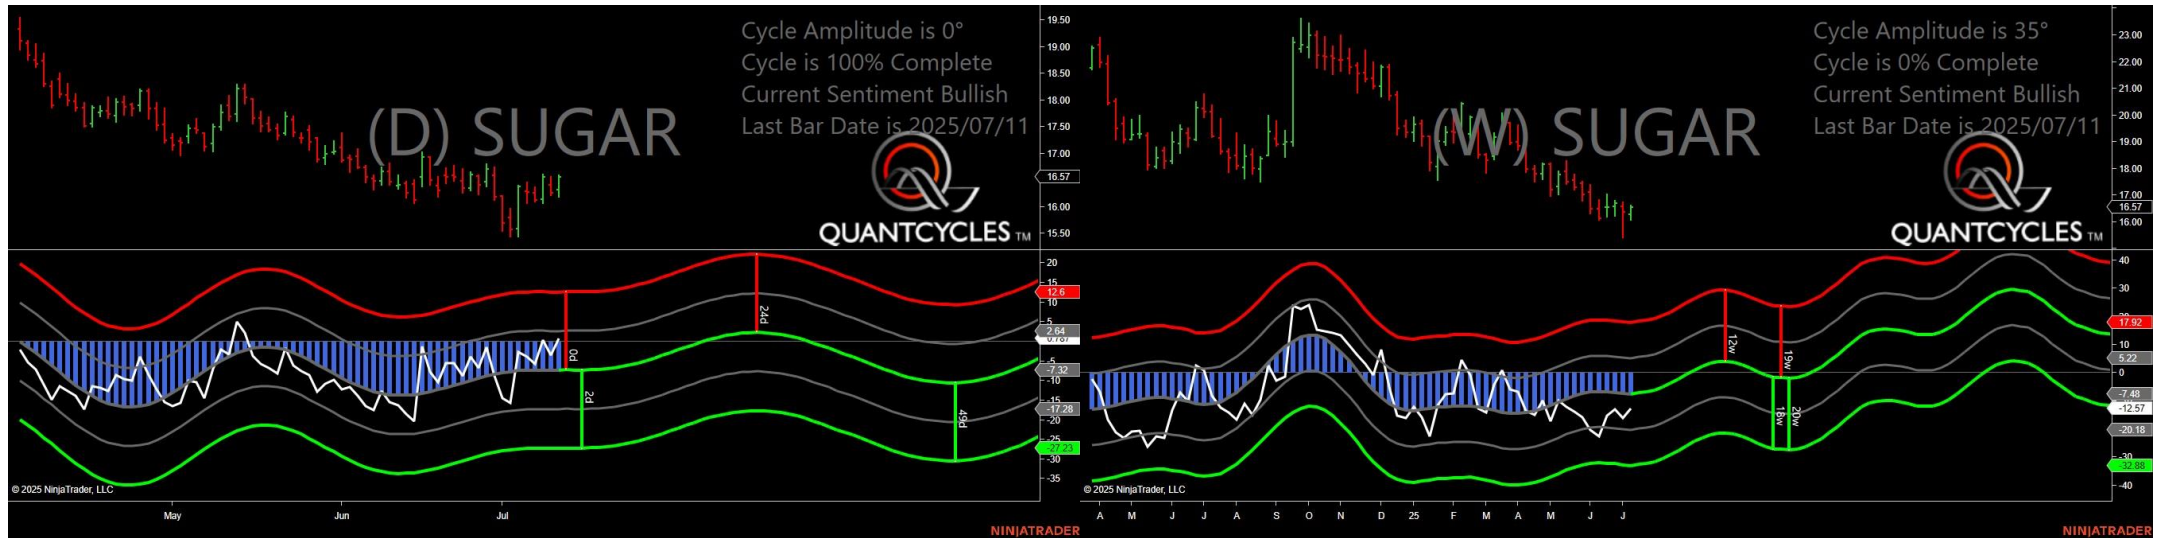 Cycle Amplitude is 0°
Cycle is 100% Complete
Current Sentiment Bullish
Last Bar Date is 2025/07/11
(D) SUGAR
QUANTCYCLES TM
19.50
19.00
18.50
18.00
17.50
17.00
16.57
16.00
15.50
20
15
12.6
10
5
2.64
0.787
-5
-7.32
-10
-17.28
-20
-25
-27.23
-30
-35
0d
2d
24d
49d
© 2025 NinjaTrader, LLC
May
Jun
Jul
NINJATRADER
Cycle Amplitude is 35°
Cycle is 0% Complete
Current Sentiment Bullish
Last Bar Date is 2025/07/11
(W) SUGAR
QUANTCYCLES TM
23.00
22.00
21.00
20.00
19.00
18.00
17.00
16.57
16.00
40
30
17.92
10
5.22
0
-7.48
-12.57
-20.18
-30
-32.88
-40
12w
19w
18w
20w
© 2025 NinjaTrader, LLC
A
M
J
J
A
S
O
N
D
25
F
M
A
M
J
J
NINJATRADER